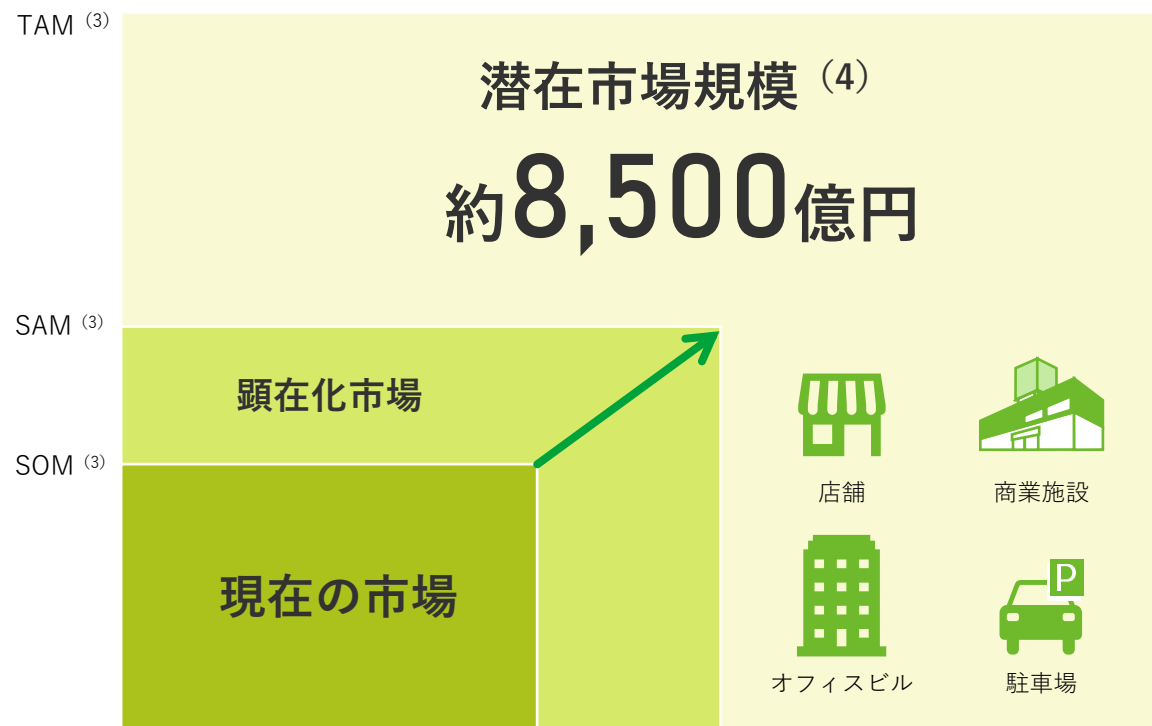 TAM (3)
潜在市場規模 (4)
約8,500億円
SAM (3)
顕在化市場
SOM (3)
現在の市場
店舗
商業施設
P
オフィスビル
駐車場